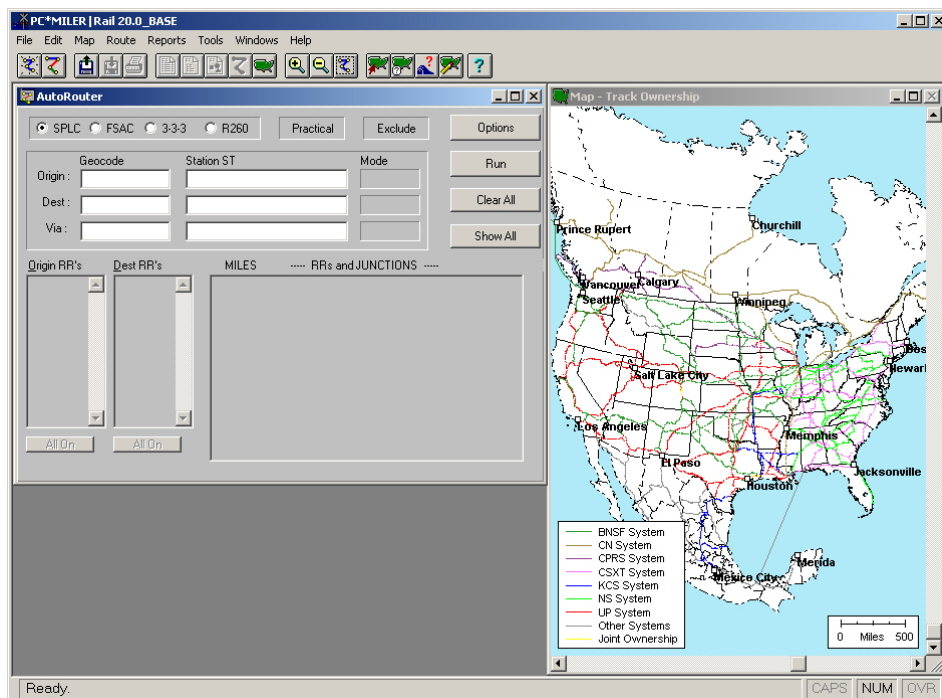 PC*MILER|Rail 20.0_BASE
File Edit Map Route Reports Tools Windows Help
AutoRouter
SPLC FSAC 3-3-3 R260 Practical Exclude Options
Geocode Station ST Mode Run
Origin :
Dest : Clear All
Via : Show All
Origin RR's Dest RR's MILES ----- RRs and JUNCTIONS -----
All On All On
Map - Track Ownership
Churchill
Prince Rupert
Calgary
Vancouver
Winnipeg
Seattle
Bos
Newark
Salt Lake City
Los Angeles
Memphis
El Paso
Jacksonville
Houston
Merida
Mexico City
BNSF System
CN System
CPRS System
CSXT System
KCS System
NS System
UP System
Other Systems
Joint Ownership
0 Miles 500
Ready. CAPS NUM OVR